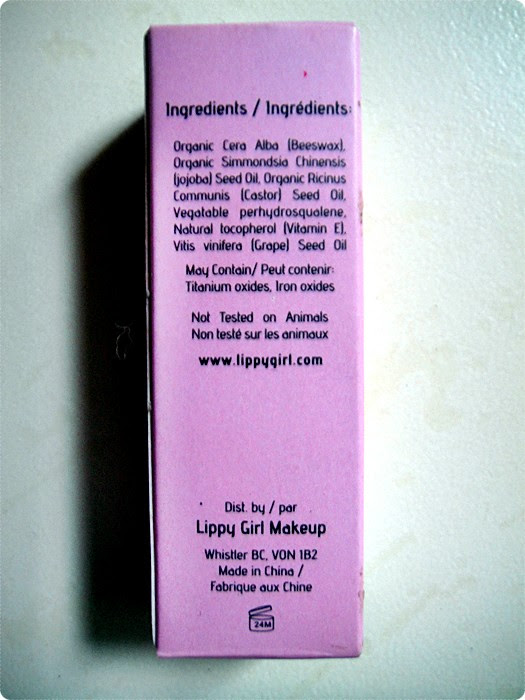 Ingredients / Ingrédients:
Organic Cera Alba (Beeswax),
Organic Simmondsia Chinensis
(jojoba) Seed Oil, Organic Ricinus
Communis (Castor) Seed Oil,
Vegatable perhydrosqualene,
Natural tocopherol (Vitamin E),
Vitis vinifera (Grape) Seed Oil
May Contain/ Peut contenir:
Titanium oxides, Iron oxides
Not Tested on Animals
Non testé sur les animaux
www.lippygirl.com
Dist. by / par
Lippy Girl Makeup
Whistler BC, VON 1B2
Made in China /
Fabrique aux Chine
24M